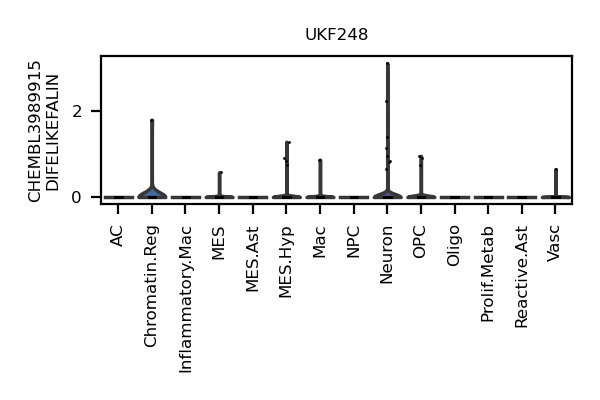 UKF248
CHEMBL3989915
DIFELIKEFALIN
2
0
AC
Chromatin.Reg
Inflammatory.Mac
MES
MES.Ast
MES.Hyp
Mac
NPC
Neuron
OPC
Oligo
Prolif.Metab
Reactive.Ast
Vasc